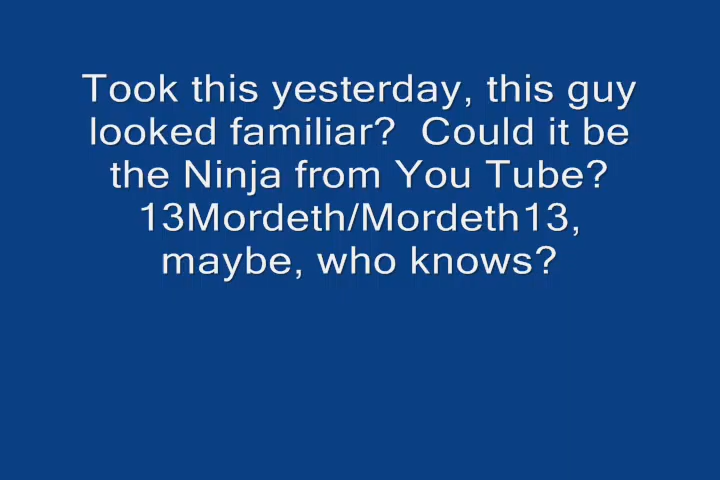 Took this yesterday, this guy
looked familiar?  Could it be
the Ninja from You Tube?
13Mordeth/Mordeth13,
maybe, who knows?